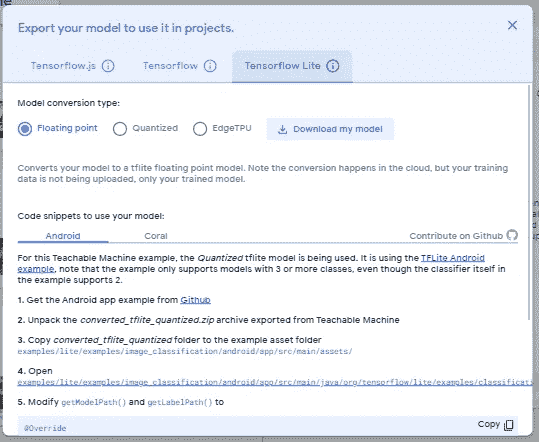 Export your model to use it in projects.
Tensorflow.js Tensorflow Tensorflow Lite
Model conversion type:
Floating point Quantized EdgeTPU Download my model
Converts your model to a tflite floating point model. Note the conversion happens in the cloud, but your training
data is not being uploaded, only your trained model.
Code snippets to use your model:
Android Coral Contribute on Github
For this Teachable Machine example, the Quantized tflite model is being used. It is using the TFLite Android
example, note that the example only supports models with 3 or more classes, even though the classifier itself in
the example supports 2.
1. Get the Android app example from Github
2. Unpack the converted_tflite_quantized.zip archive exported from Teachable Machine
3. Copy converted_tflite_quantized folder to the example asset folder
examples/lite/examples/image_classification/android/app/src/main/assets/
4. Open
examples/lite/examples/image_classification/android/app/src/main/java/org/tensorflow/lite/examples/classificati
5. Modify getModelPath() and getLabelPath() to
Copy
@Override